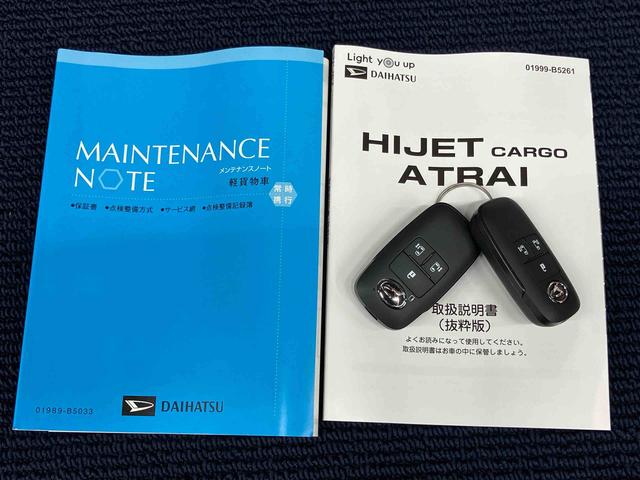 MAINTENANCE
NOTE
メンテナンスノート
軽貨物車
常時
携行
●保証書 ●点検整備方式 ●サービス網 ●点検整備記録簿
01989-B5033
DAIHATSU
Light you up
DAIHATSU
01999-B5261
HIJET CARGO
ATRAI
取扱説明書
(抜粋版)
よくお読みになって使用してください。
取扱説明書はお車の中に保管しましょう。